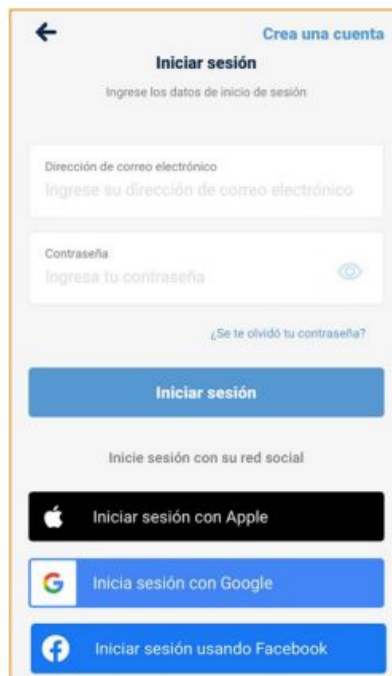 Crea una cuenta
Iniciar sesión
Ingrese los datos de inicio de sesión
Dirección de correo electrónico
Ingrese su dirección de correo electrónico
Contraseña
Ingresa tu contraseña
¿Se te olvidó tu contraseña?
Iniciar sesión
Inicie sesión con su red social
Iniciar sesión con Apple
Inicia sesión con Google
Iniciar sesión usando Facebook